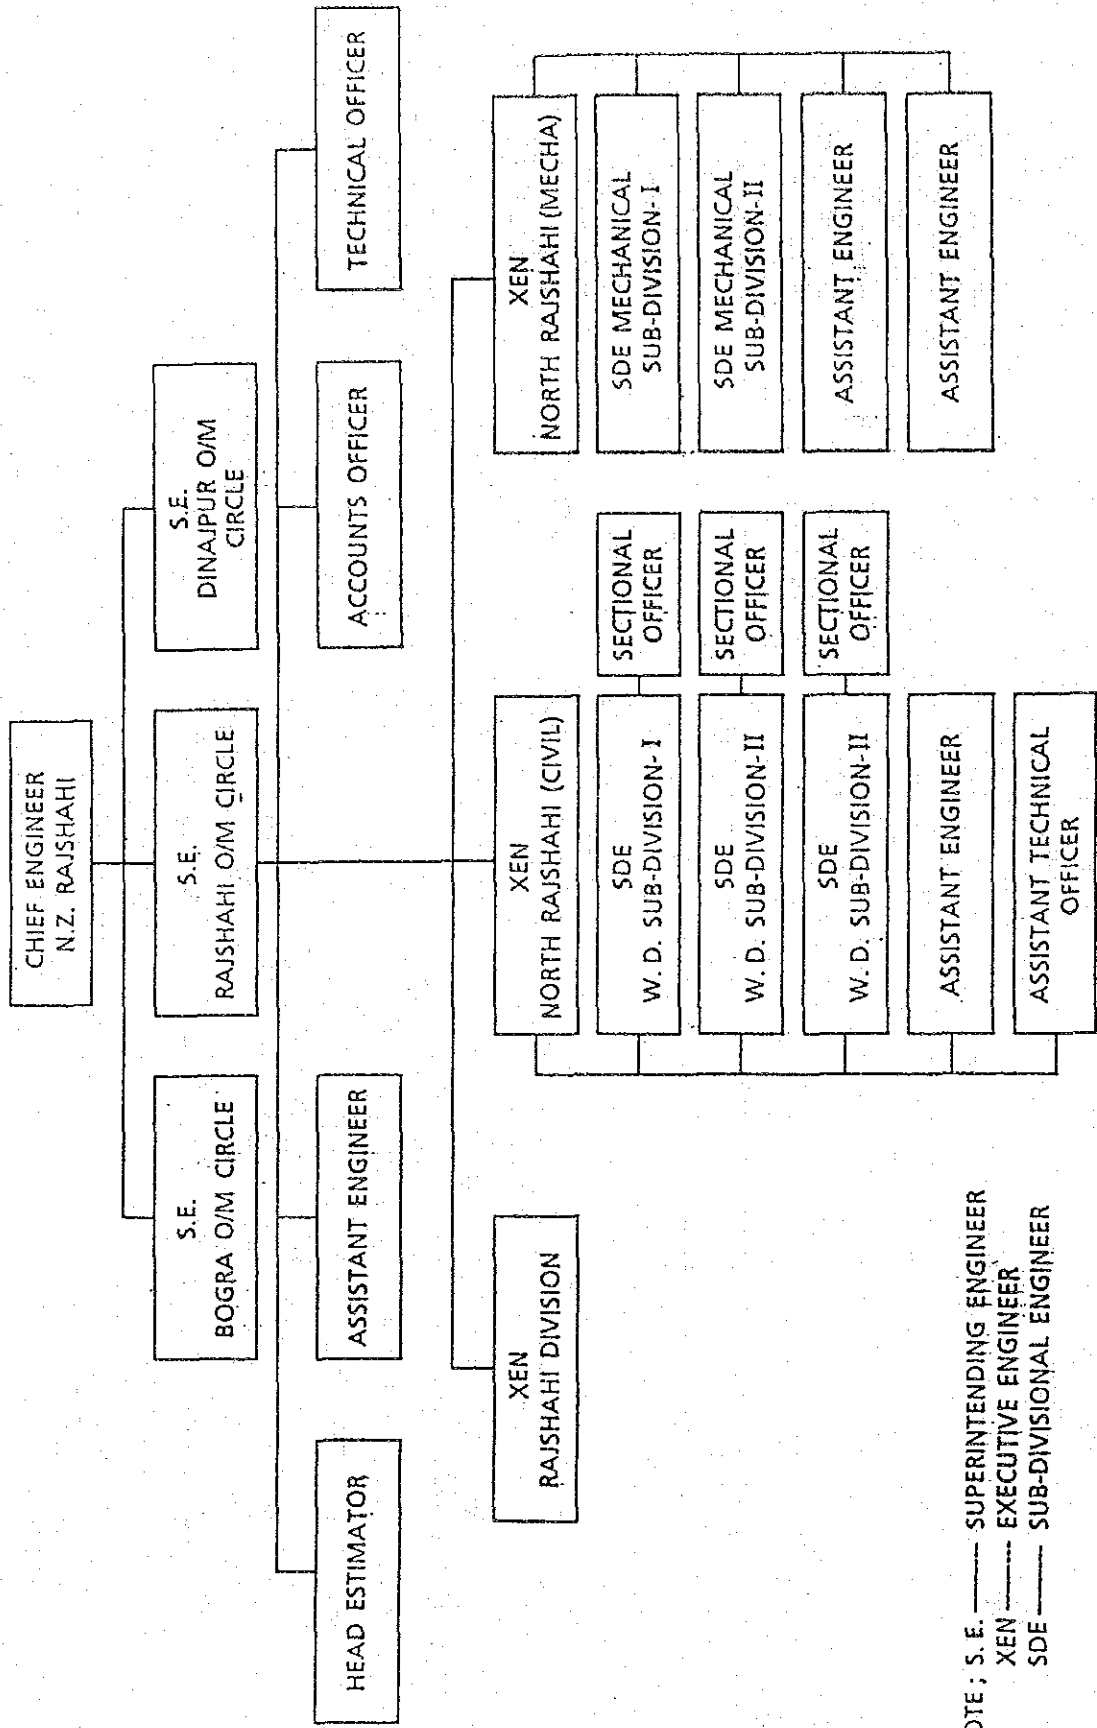 CHIEF ENGINEER
N.Z. RAJSHAHI
S.E.
BOGRA O/M CIRCLE
S.E.
RAJSHAHI O/M CIRCLE
S.E.
DINAJPUR O/M
CIRCLE
HEAD ESTIMATOR
ASSISTANT ENGINEER
ACCOUNTS OFFICER
TECHNICAL OFFICER
XEN
RAJSHAHI DIVISION
XEN
NORTH RAJSHAHI (CIVIL)
XEN
NORTH RAJSHAHI (MECHA)
SDE
W. D. SUB-DIVISION-I
SECTIONAL
OFFICER
SDE MECHANICAL
SUB-DIVISION-I
SDE
W. D. SUB-DIVISION-II
SECTIONAL
OFFICER
SDE MECHANICAL
SUB-DIVISION-II
SDE
W. D. SUB-DIVISION-II
SECTIONAL
OFFICER
ASSISTANT ENGINEER
ASSISTANT ENGINEER
ASSISTANT ENGINEER
ASSISTANT TECHNICAL
OFFICER
OTE ; S. E. ——— SUPERINTENDING ENGINEER
XEN ——— EXECUTIVE ENGINEER
SDE ——— SUB-DIVISIONAL ENGINEER